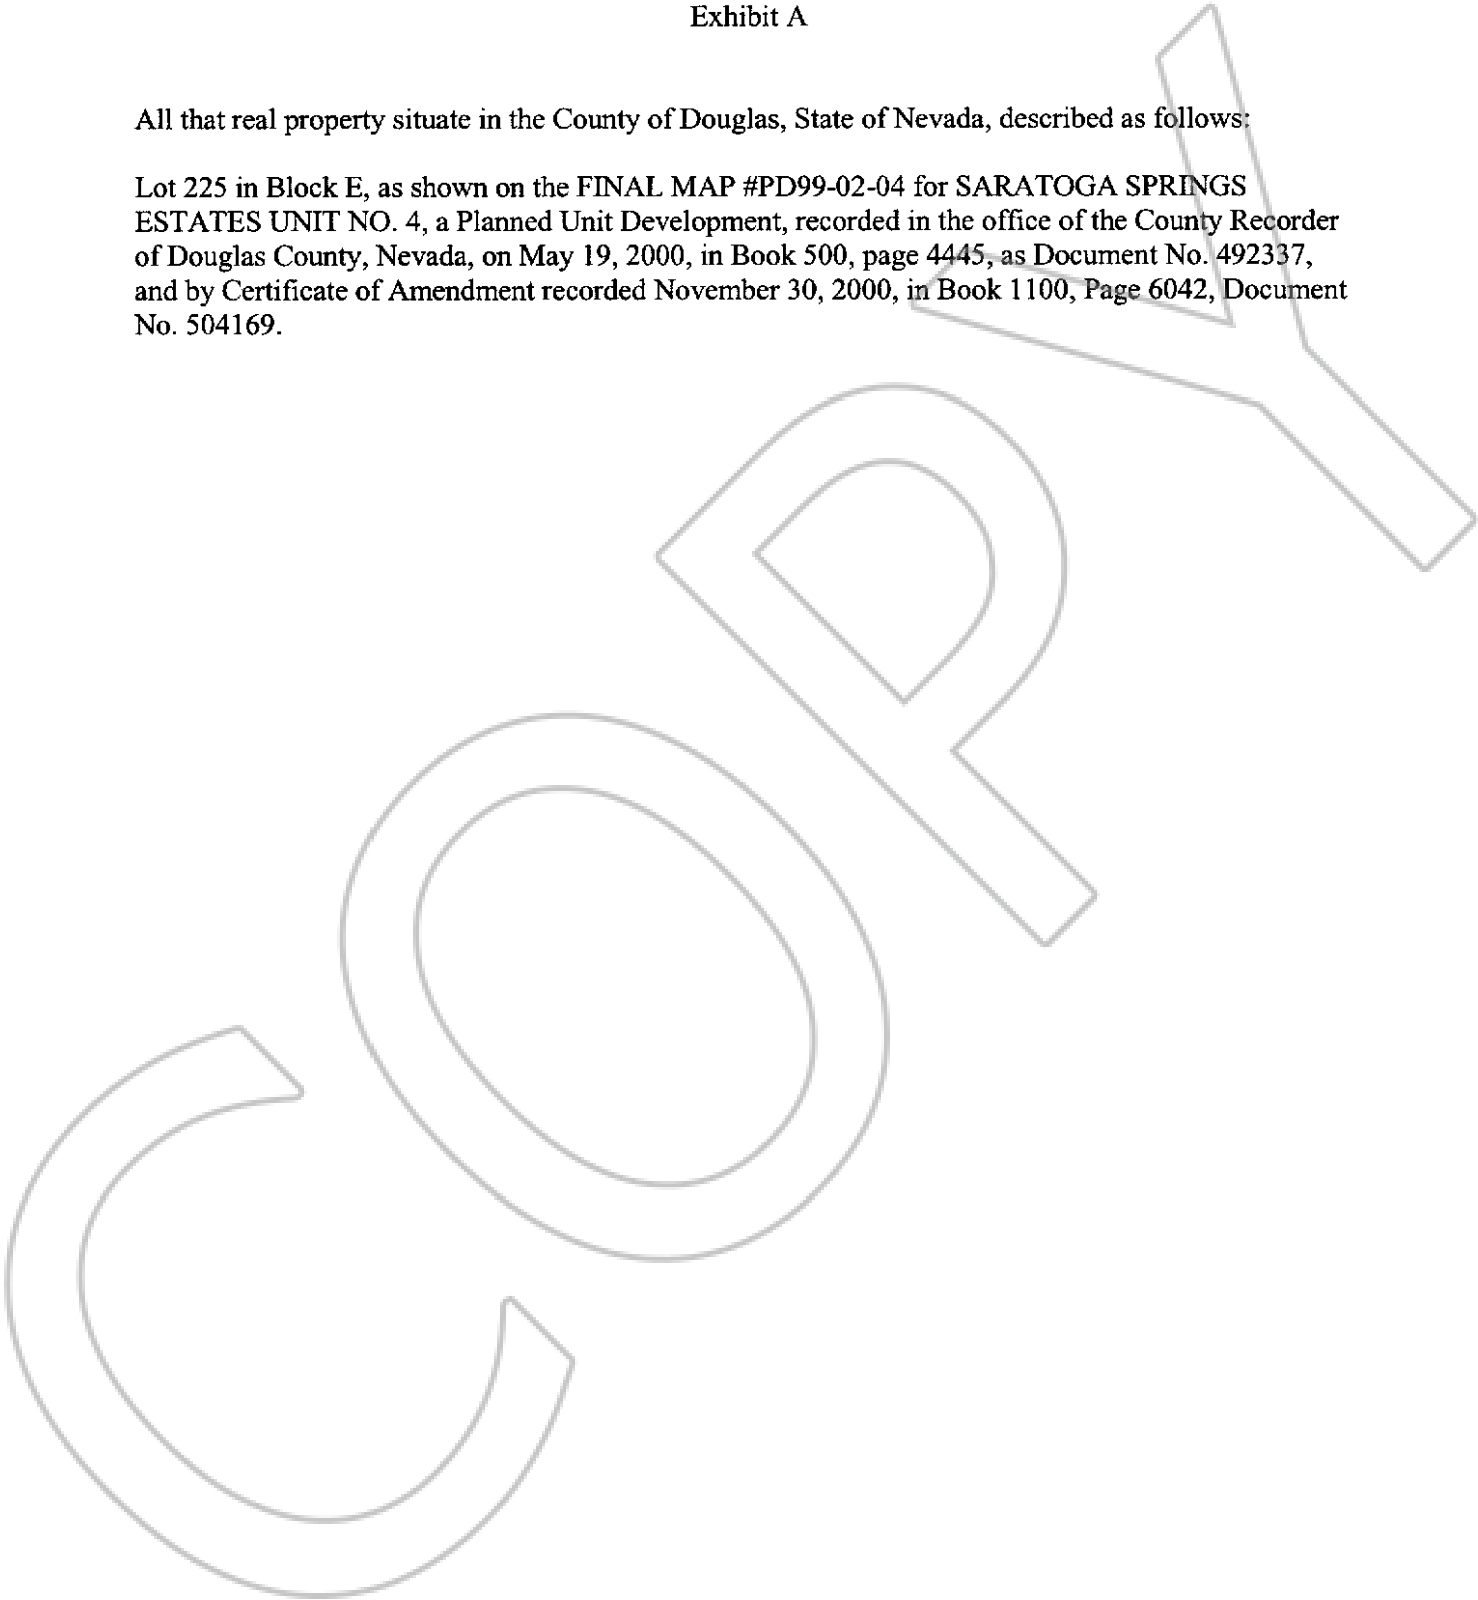 Exhibit A
All that real property situate in the County of Douglas, State of Nevada, described as follows:
Lot 225 in Block E, as shown on the FINAL MAP #PD99-02-04 for SARATOGA SPRINGS
ESTATES UNIT NO. 4, a Planned Unit Development, recorded in the office of the County Recorder
of Douglas County, Nevada, on May 19, 2000, in Book 500, page 4445, as Document No. 492337,
and by Certificate of Amendment recorded November 30, 2000, in Book 1100, Page 6042, Document
No. 504169.
COPY